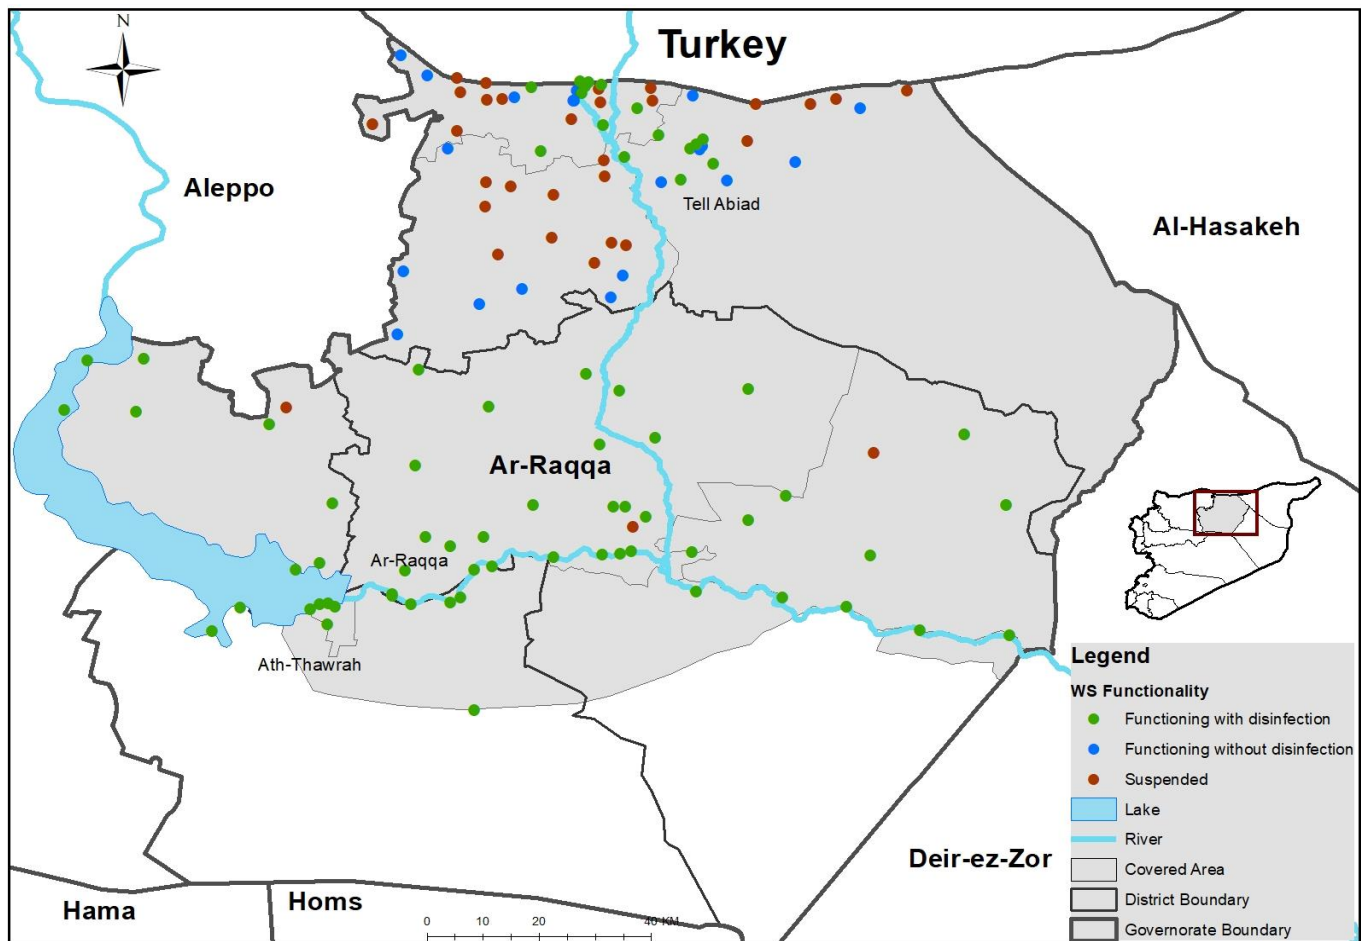 N
Turkey
Aleppo
Tell Abiad
Al-Hasakeh
Ar-Raqqa
Ar-Raqqa
Ath-Thawrah
Deir-ez-Zor
Hama
Homs
0 10 20 40 KM
Legend
WS Functionality
Functioning with disinfection
Functioning without disinfection
Suspended
Lake
River
Covered Area
District Boundary
Governorate Boundary